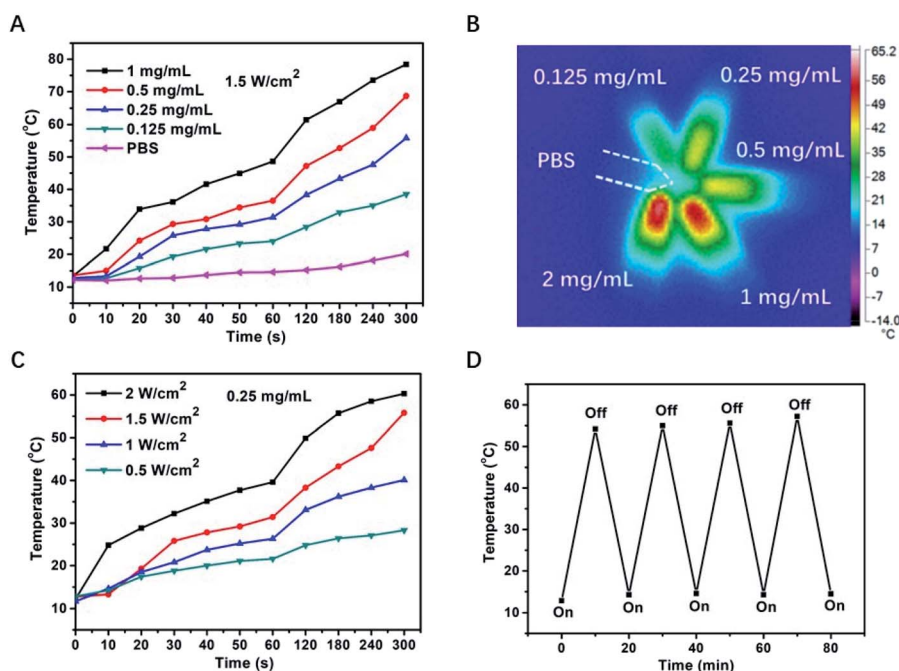 A
80
70
60
50
40
30
20
10
Temperature (°C)
1 mg/mL
0.5 mg/mL
0.25 mg/mL
0.125 mg/mL
PBS
1.5 W/cm²
0 10 20 30 40 50 60 120 180 240 300
Time (s)
B
0.125 mg/mL
0.25 mg/mL
PBS
0.5 mg/mL
2 mg/mL
1 mg/mL
65.2
56
49
42
35
28
21
14
7
0
-7
-14.0
°C
C
60
50
40
30
20
10
Temperature (°C)
2 W/cm²
1.5 W/cm²
1 W/cm²
0.5 W/cm²
0.25 mg/mL
0 10 20 30 40 50 60 120 180 240 300
Time (s)
D
60
50
40
30
20
10
Temperature (°C)
Off Off Off Off
On On On On On
0 20 40 60 80
Time (min)